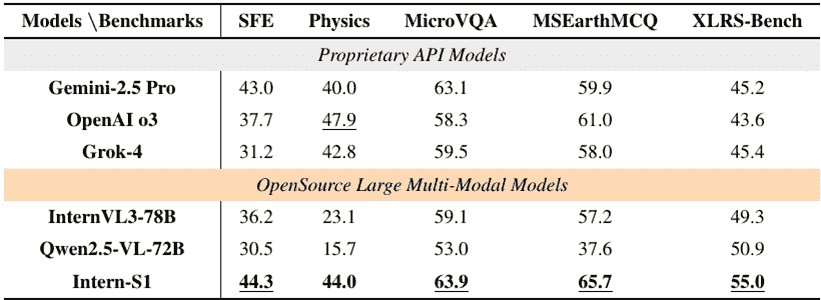 Models \Benchmarks SFE Physics MicroVQA MSEarthMCQ XLRS-Bench
Proprietary API Models
Gemini-2.5 Pro 43.0 40.0 63.1 59.9 45.2
OpenAI o3 37.7 47.9 58.3 61.0 43.6
Grok-4 31.2 42.8 59.5 58.0 45.4
OpenSource Large Multi-Modal Models
InternVL3-78B 36.2 23.1 59.1 57.2 49.3
Qwen2.5-VL-72B 30.5 15.7 53.0 37.6 50.9
Intern-S1 44.3 44.0 63.9 65.7 55.0